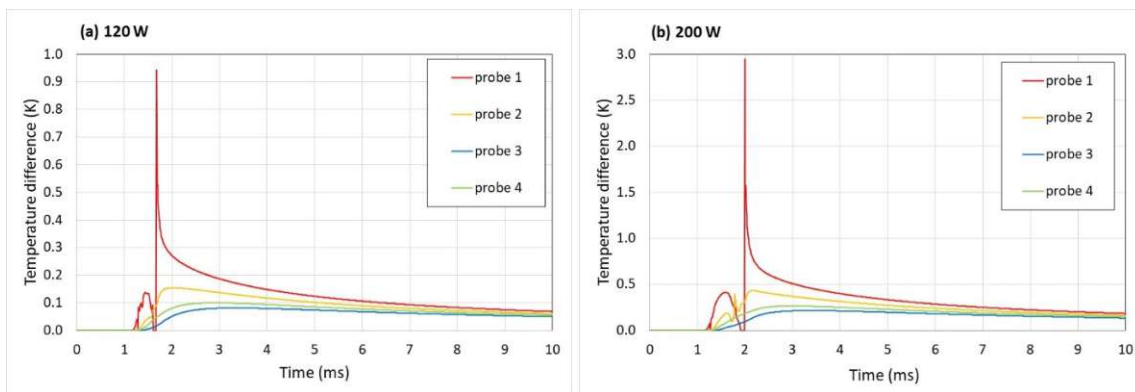 (a) 120 W
Temperature difference (K)
1.0
0.9
0.8
0.7
0.6
0.5
0.4
0.3
0.2
0.1
0.0
probe 1
probe 2
probe 3
probe 4
0 1 2 3 4 5 6 7 8 9 10
Time (ms)
(b) 200 W
Temperature difference (K)
3.0
2.5
2.0
1.5
1.0
0.5
0.0
probe 1
probe 2
probe 3
probe 4
0 1 2 3 4 5 6 7 8 9 10
Time (ms)